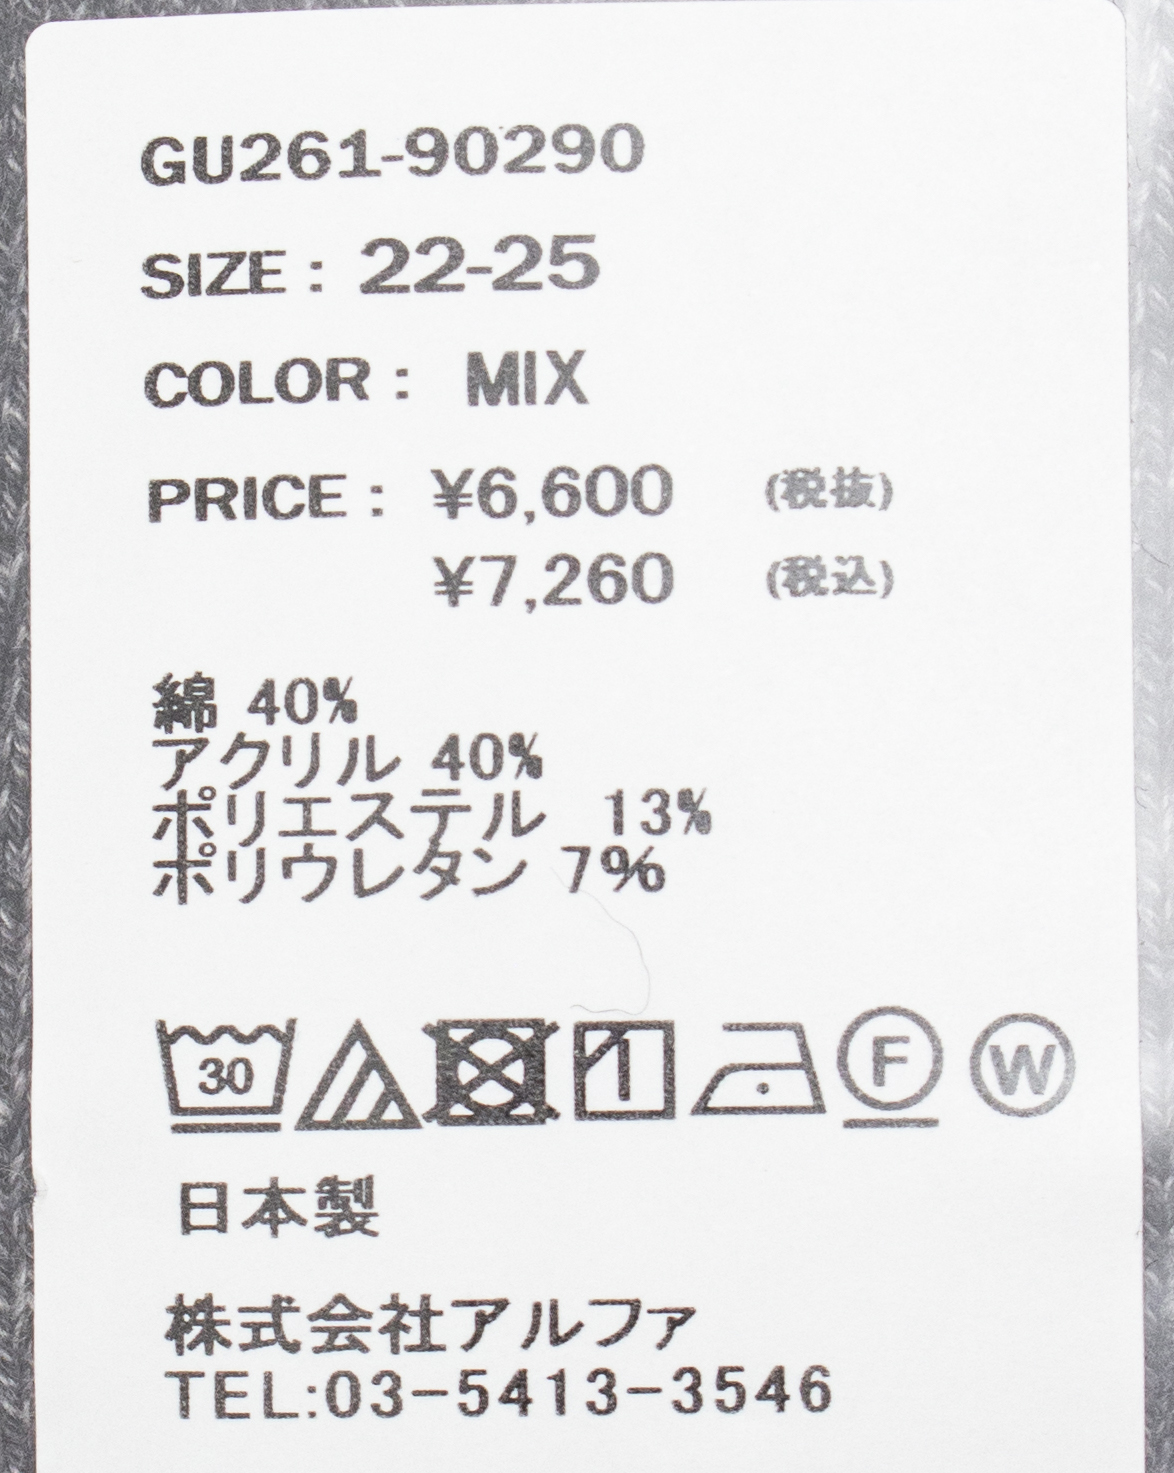 GU261-90290
SIZE : 22-25
COLOR : MIX
PRICE : ¥6,600 (税抜)
¥7,260 (税込)
綿 40%
アクリル 40%
ポリエステル 13%
ポリウレタン 7%
30 F W
日本製
株式会社アルファ
TEL:03-5413-3546